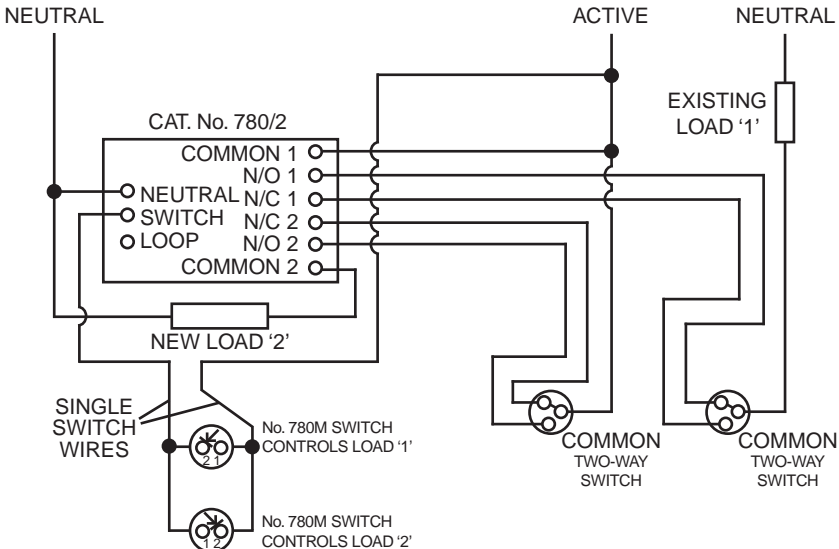 NEUTRAL
ACTIVE
NEUTRAL
EXISTING
LOAD ‘1’
CAT. No. 780/2
COMMON 1
N/O 1
NEUTRAL
N/C 1
SWITCH
N/C 2
LOOP
N/O 2
COMMON 2
NEW LOAD ‘2’
SINGLE
SWITCH
WIRES
No. 780M SWITCH
CONTROLS LOAD ‘1’
2 1
No. 780M SWITCH
CONTROLS LOAD ‘2’
1 2
COMMON
TWO-WAY
SWITCH
COMMON
TWO-WAY
SWITCH